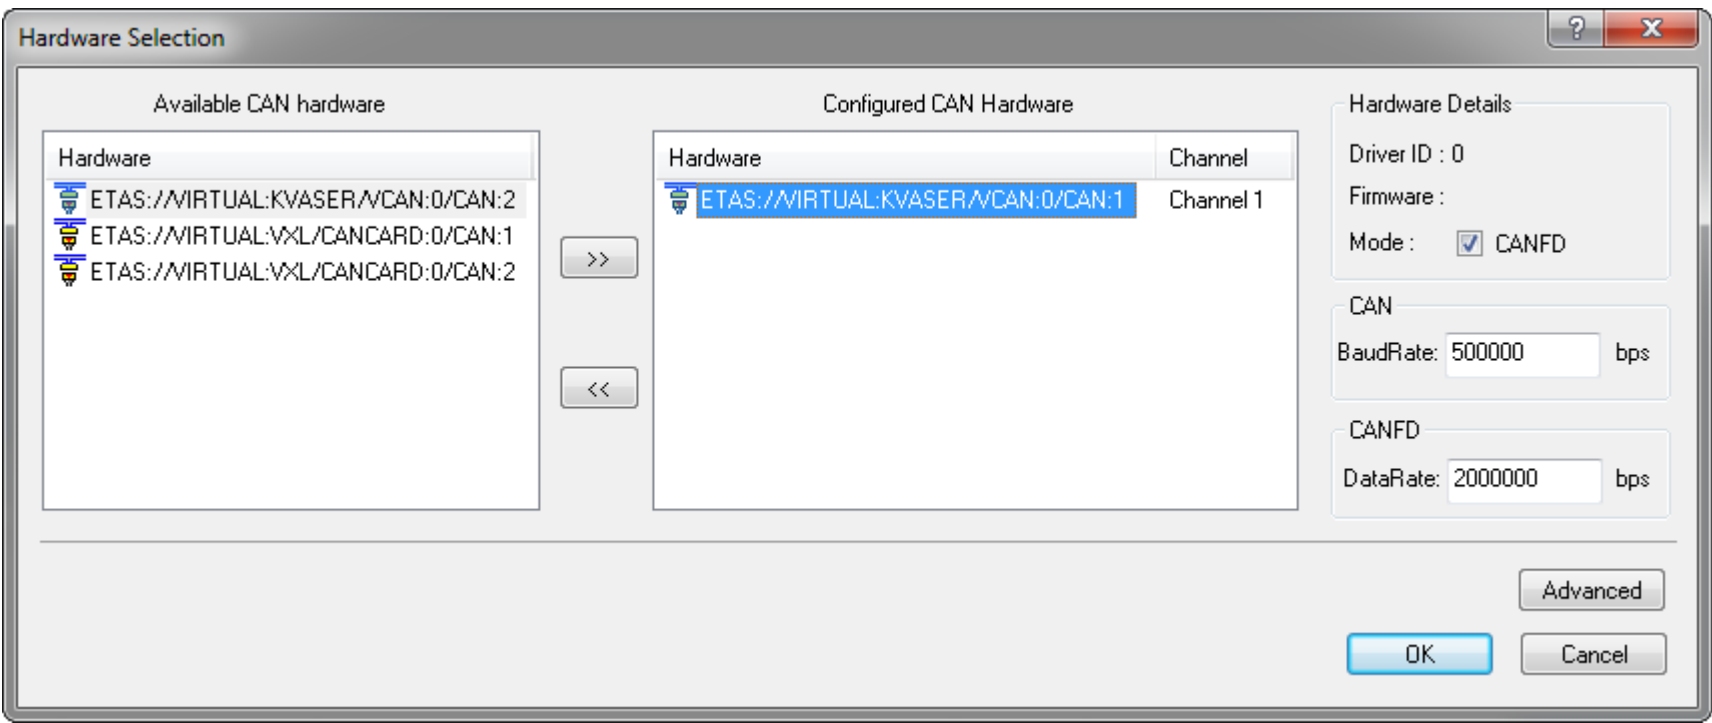 Hardware Selection
?
X
Available CAN hardware
Hardware
ETAS://VIRTUAL:KVASER/VCAN:0/CAN:2
ETAS://VIRTUAL:VXL/CANCARD:0/CAN:1
ETAS://VIRTUAL:VXL/CANCARD:0/CAN:2
>>
<<
Configured CAN Hardware
Hardware Channel
ETAS://VIRTUAL:KVASER/VCAN:0/CAN:1 Channel 1
Hardware Details
Driver ID : 0
Firmware :
Mode : CANFD
CAN
BaudRate: 500000 bps
CANFD
DataRate: 2000000 bps
Advanced
OK Cancel